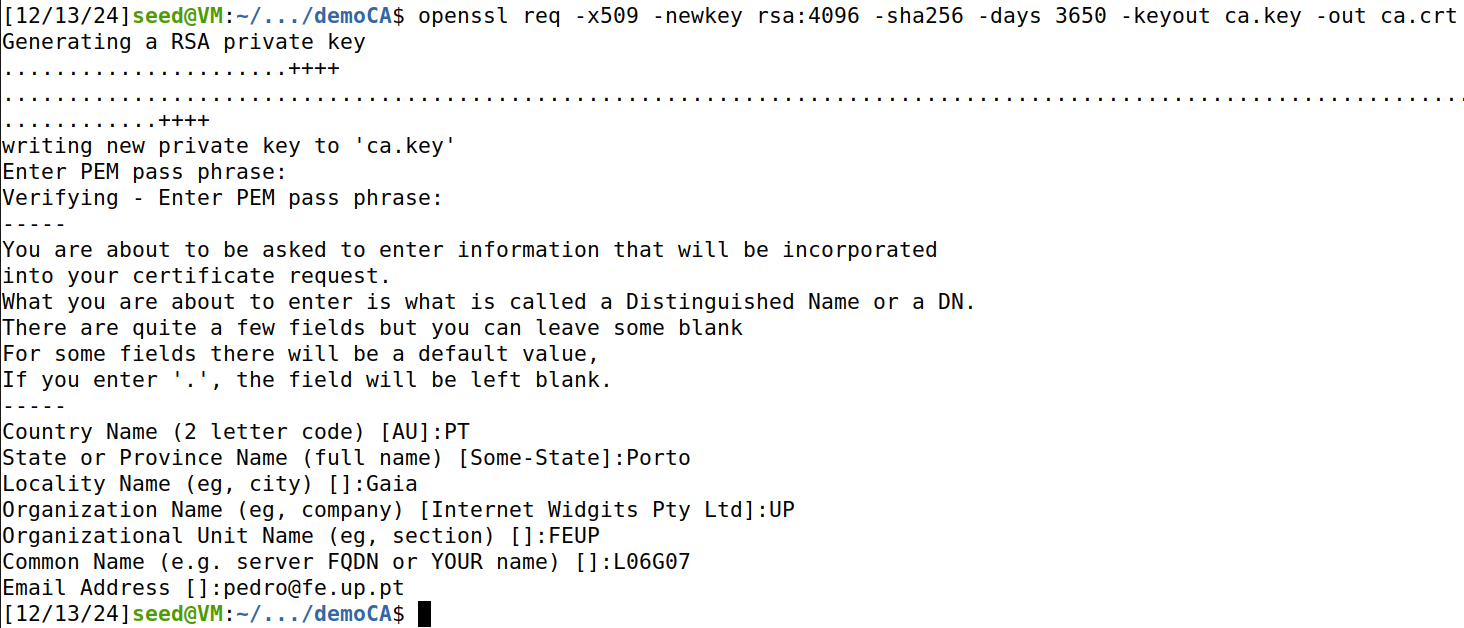 [12/13/24]seed@VM:~/.../demoCA$ openssl req -x509 -newkey rsa:4096 -sha256 -days 3650 -keyout ca.key -out ca.crt
Generating a RSA private key
......................++++
.................................................................................................................
............++++
writing new private key to 'ca.key'
Enter PEM pass phrase:
Verifying - Enter PEM pass phrase:
-----
You are about to be asked to enter information that will be incorporated
into your certificate request.
What you are about to enter is what is called a Distinguished Name or a DN.
There are quite a few fields but you can leave some blank
For some fields there will be a default value,
If you enter '.', the field will be left blank.
-----
Country Name (2 letter code) [AU]:PT
State or Province Name (full name) [Some-State]:Porto
Locality Name (eg, city) []:Gaia
Organization Name (eg, company) [Internet Widgits Pty Ltd]:UP
Organizational Unit Name (eg, section) []:FEUP
Common Name (e.g. server FQDN or YOUR name) []:L06G07
Email Address []:pedro@fe.up.pt
[12/13/24]seed@VM:~/.../demoCA$